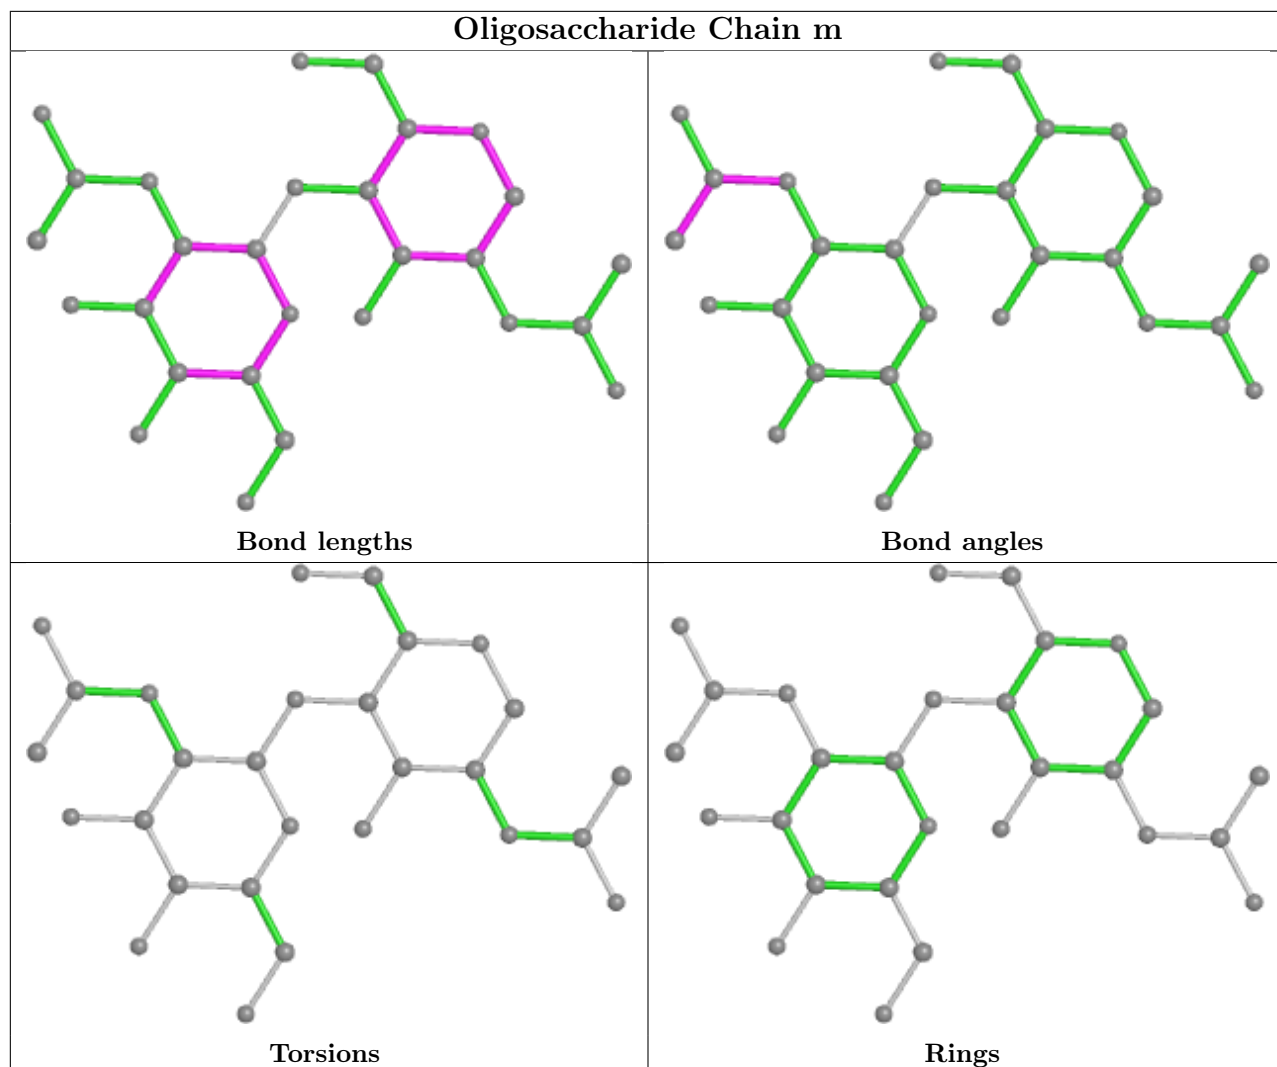 Oligosaccharide Chain m
Bond lengths
Bond angles
Torsions
Rings